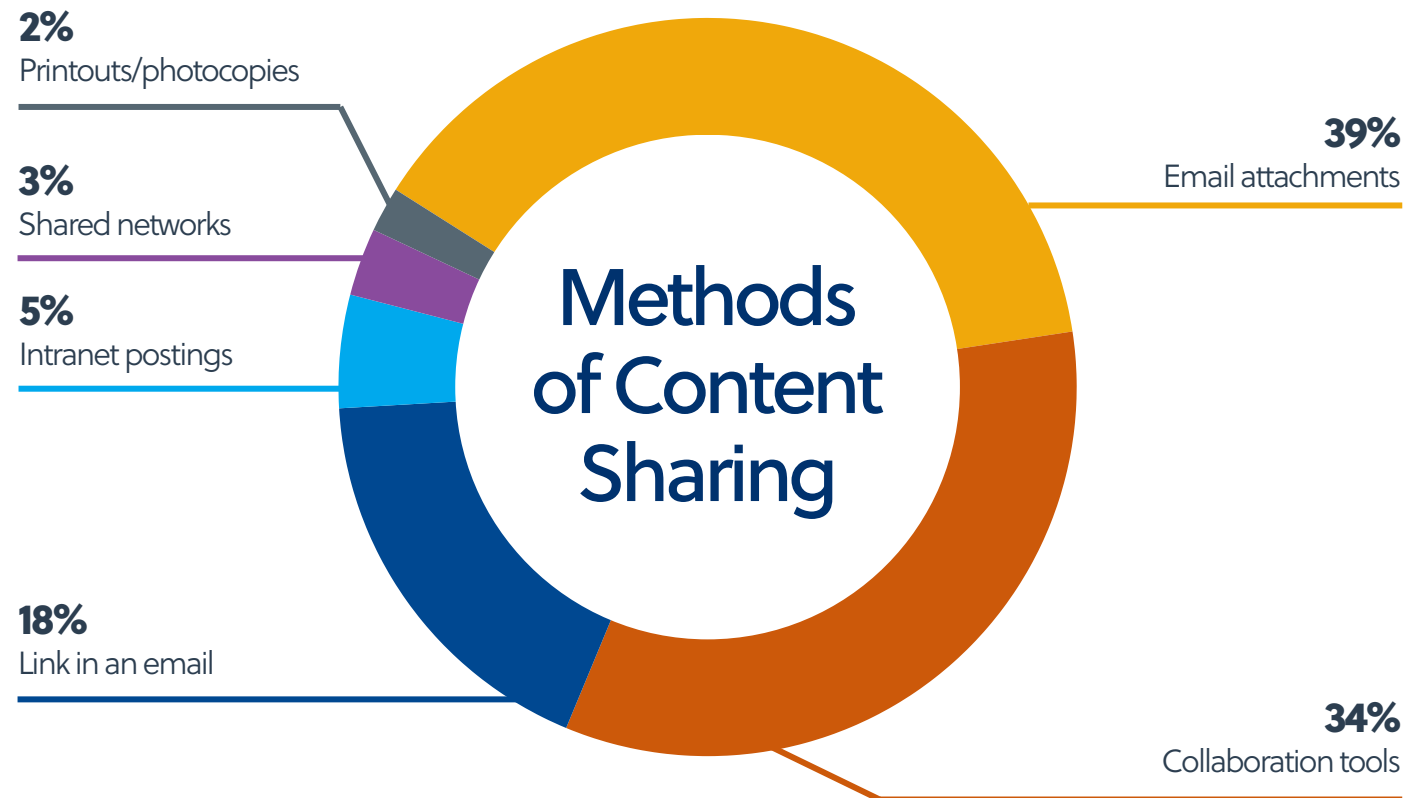 2%
Printouts/photocopies
3%
Shared networks
5%
Intranet postings
18%
Link in an email
Methods
of Content
Sharing
39%
Email attachments
34%
Collaboration tools